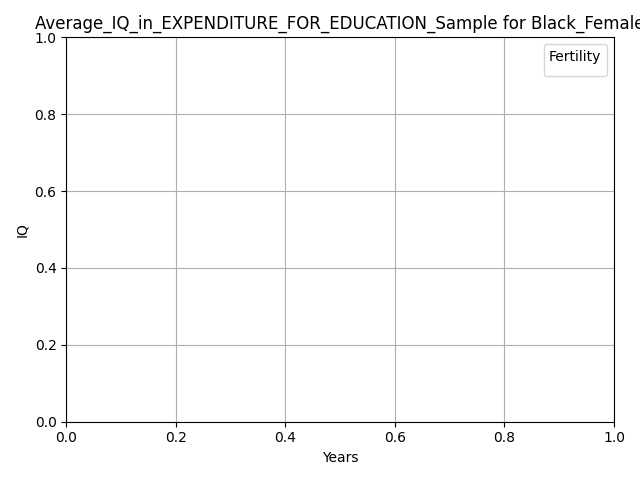 Average_IQ_in_EXPENDITURE_FOR_EDUCATION_Sample for Black_Female
Fertility
1.0
0.8
0.6
0.4
0.2
0.0
IQ
0.0 0.2 0.4 0.6 0.8 1.0
Years